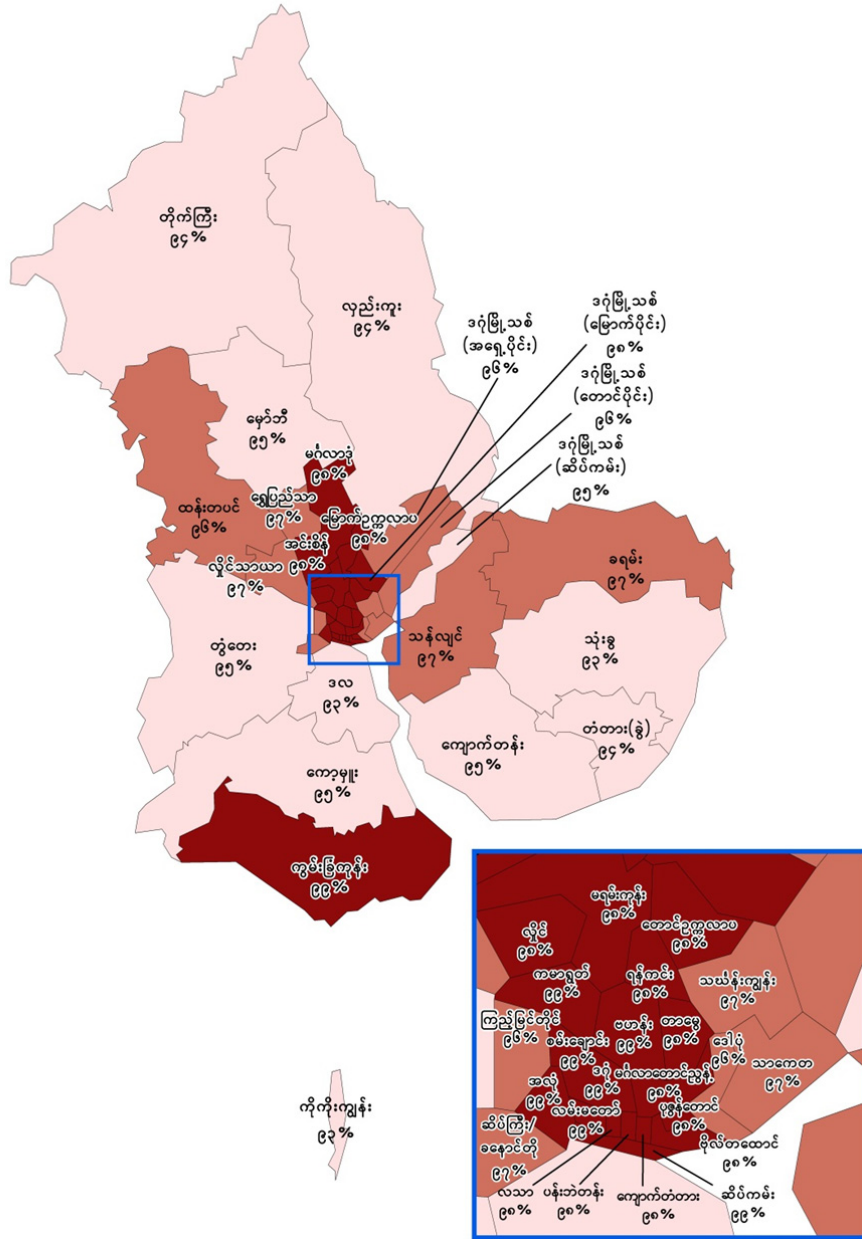 တိုက်ကြီး
၉၄%
လှည်းကူး
၉၄%
ဒဂုံမြို့သစ်
(အရှေ့ပိုင်း)
၉၆%
ဒဂုံမြို့သစ်
(မြောက်ပိုင်း)
၉၈%
ဒဂုံမြို့သစ်
(တောင်ပိုင်း)
၉၆%
ဒဂုံမြို့သစ်
(ဆိပ်ကမ်း)
၉၅%
မှော်ဘီ
၉၅%
မင်္ဂလာဒုံ
၉၈%
ရွှေပြည်သာ
၉၇%
ထန်းတပင်
၉၆%
မြောက်ဥက္ကလာပ
၉၈%
အင်းစိန်
၉၈%
လှိုင်သာယာ
၉၇%
ခရမ်း
၉၇%
သန်လျင်
၉၇%
သုံးခွ
၉၃%
တွံတေး
၉၅%
ဒလ
၉၃%
တံတား(ခွဲ)
၉၄%
ကျောက်တန်း
၉၅%
ကော့မှူး
၉၅%
ကွမ်းခြံကုန်း
၉၉%
ကိုကိုးကျွန်း
၉၃%
မရမ်းကုန်း
၉၈%
လှိုင်
၉၈%
တောင်ဥက္ကလာပ
၉၈%
ကမာရွတ်
၉၉%
ရန်ကင်း
၉၈%
သင်္ဃန်းကျွန်း
၉၇%
ကြည့်မြင်တိုင်
၉၆%
စမ်းချောင်း
၉၉%
ဗဟန်း
၉၉%
တာမွေ
၉၈%
ဒေါပုံ
၉၆%
သာကေတ
၉၇%
အလုံ
၉၉%
ဒဂုံ
၉၉%
မင်္ဂလာတောင်ညွန့်
၉၈%
လမ်းမတော်
၉၉%
ပုဇွန်တောင်
၉၈%
ဆိပ်ကြီး/
ခနောင်တို
၉၇%
ဗိုလ်တထောင်
၉၈%
လသာ
၉၈%
ပန်းဘဲတန်း
၉၈%
ကျောက်တံတား
၉၈%
ဆိပ်ကမ်း
၉၉%